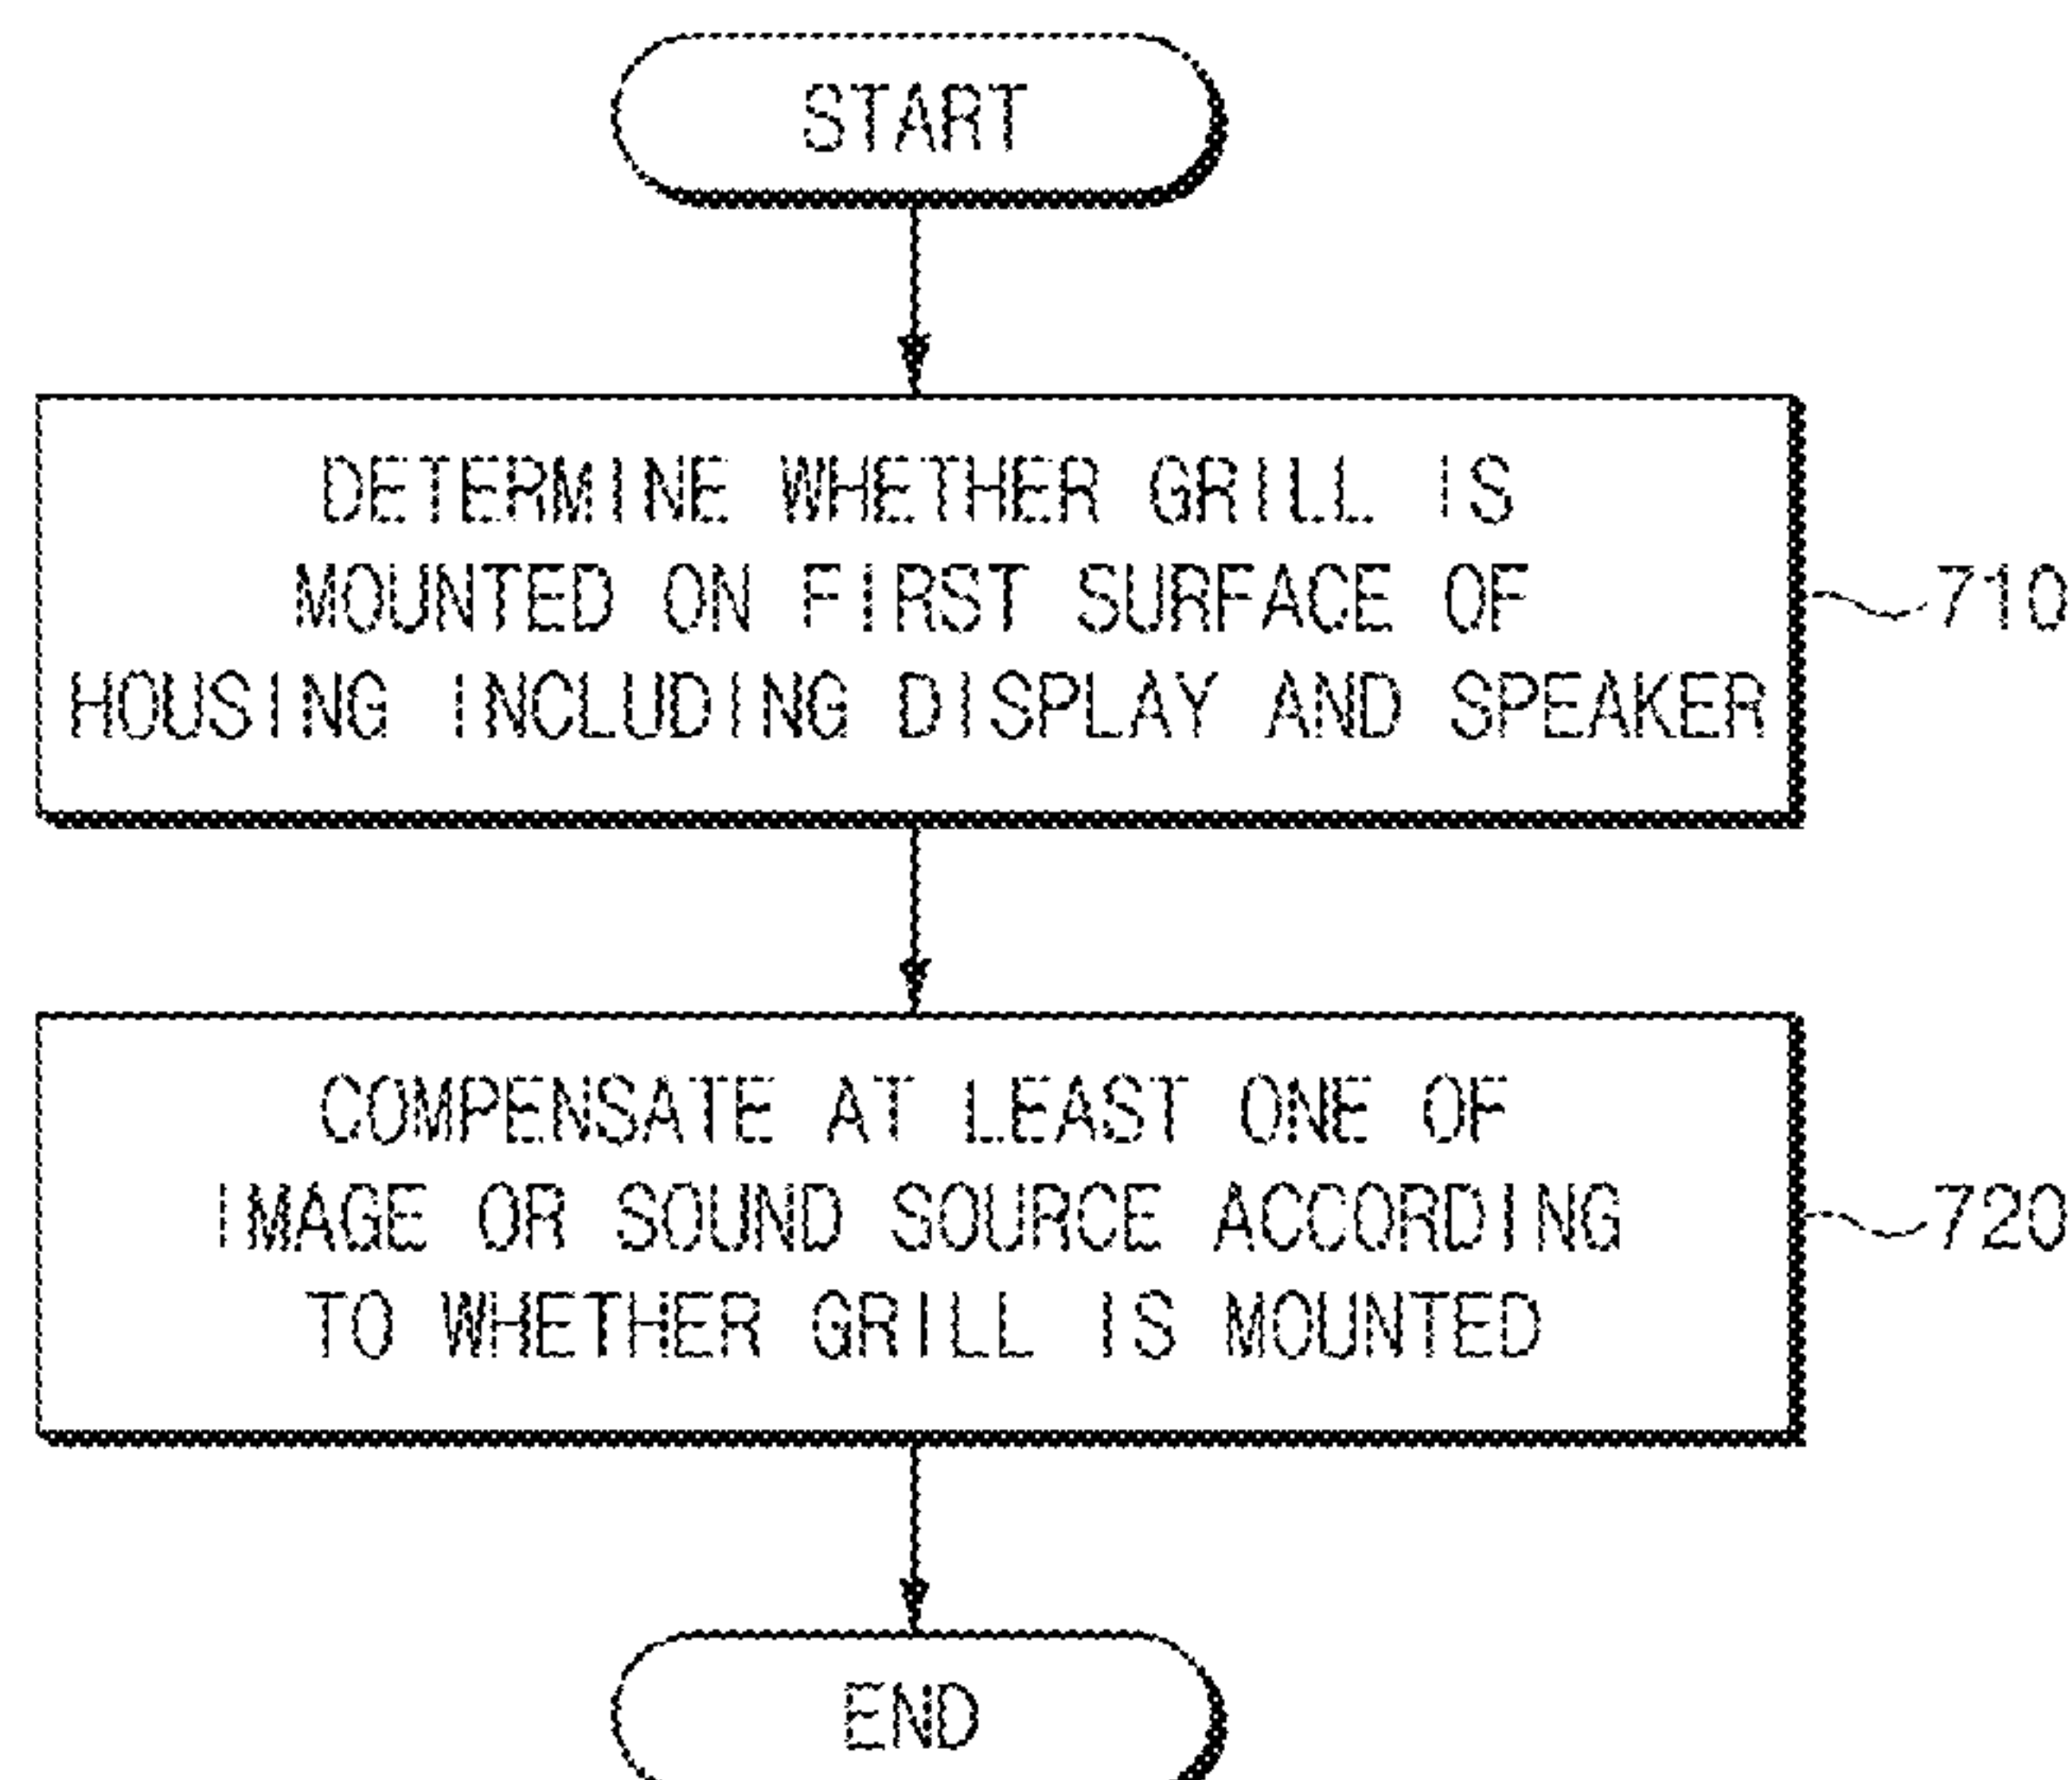 START
DETERMINE WHETHER GRILL IS
MOUNTED ON FIRST SURFACE OF
HOUSING INCLUDING DISPLAY AND SPEAKER
710
COMPENSATE AT LEAST ONE OF
IMAGE OR SOUND SOURCE ACCORDING
TO WHETHER GRILL IS MOUNTED
720
END